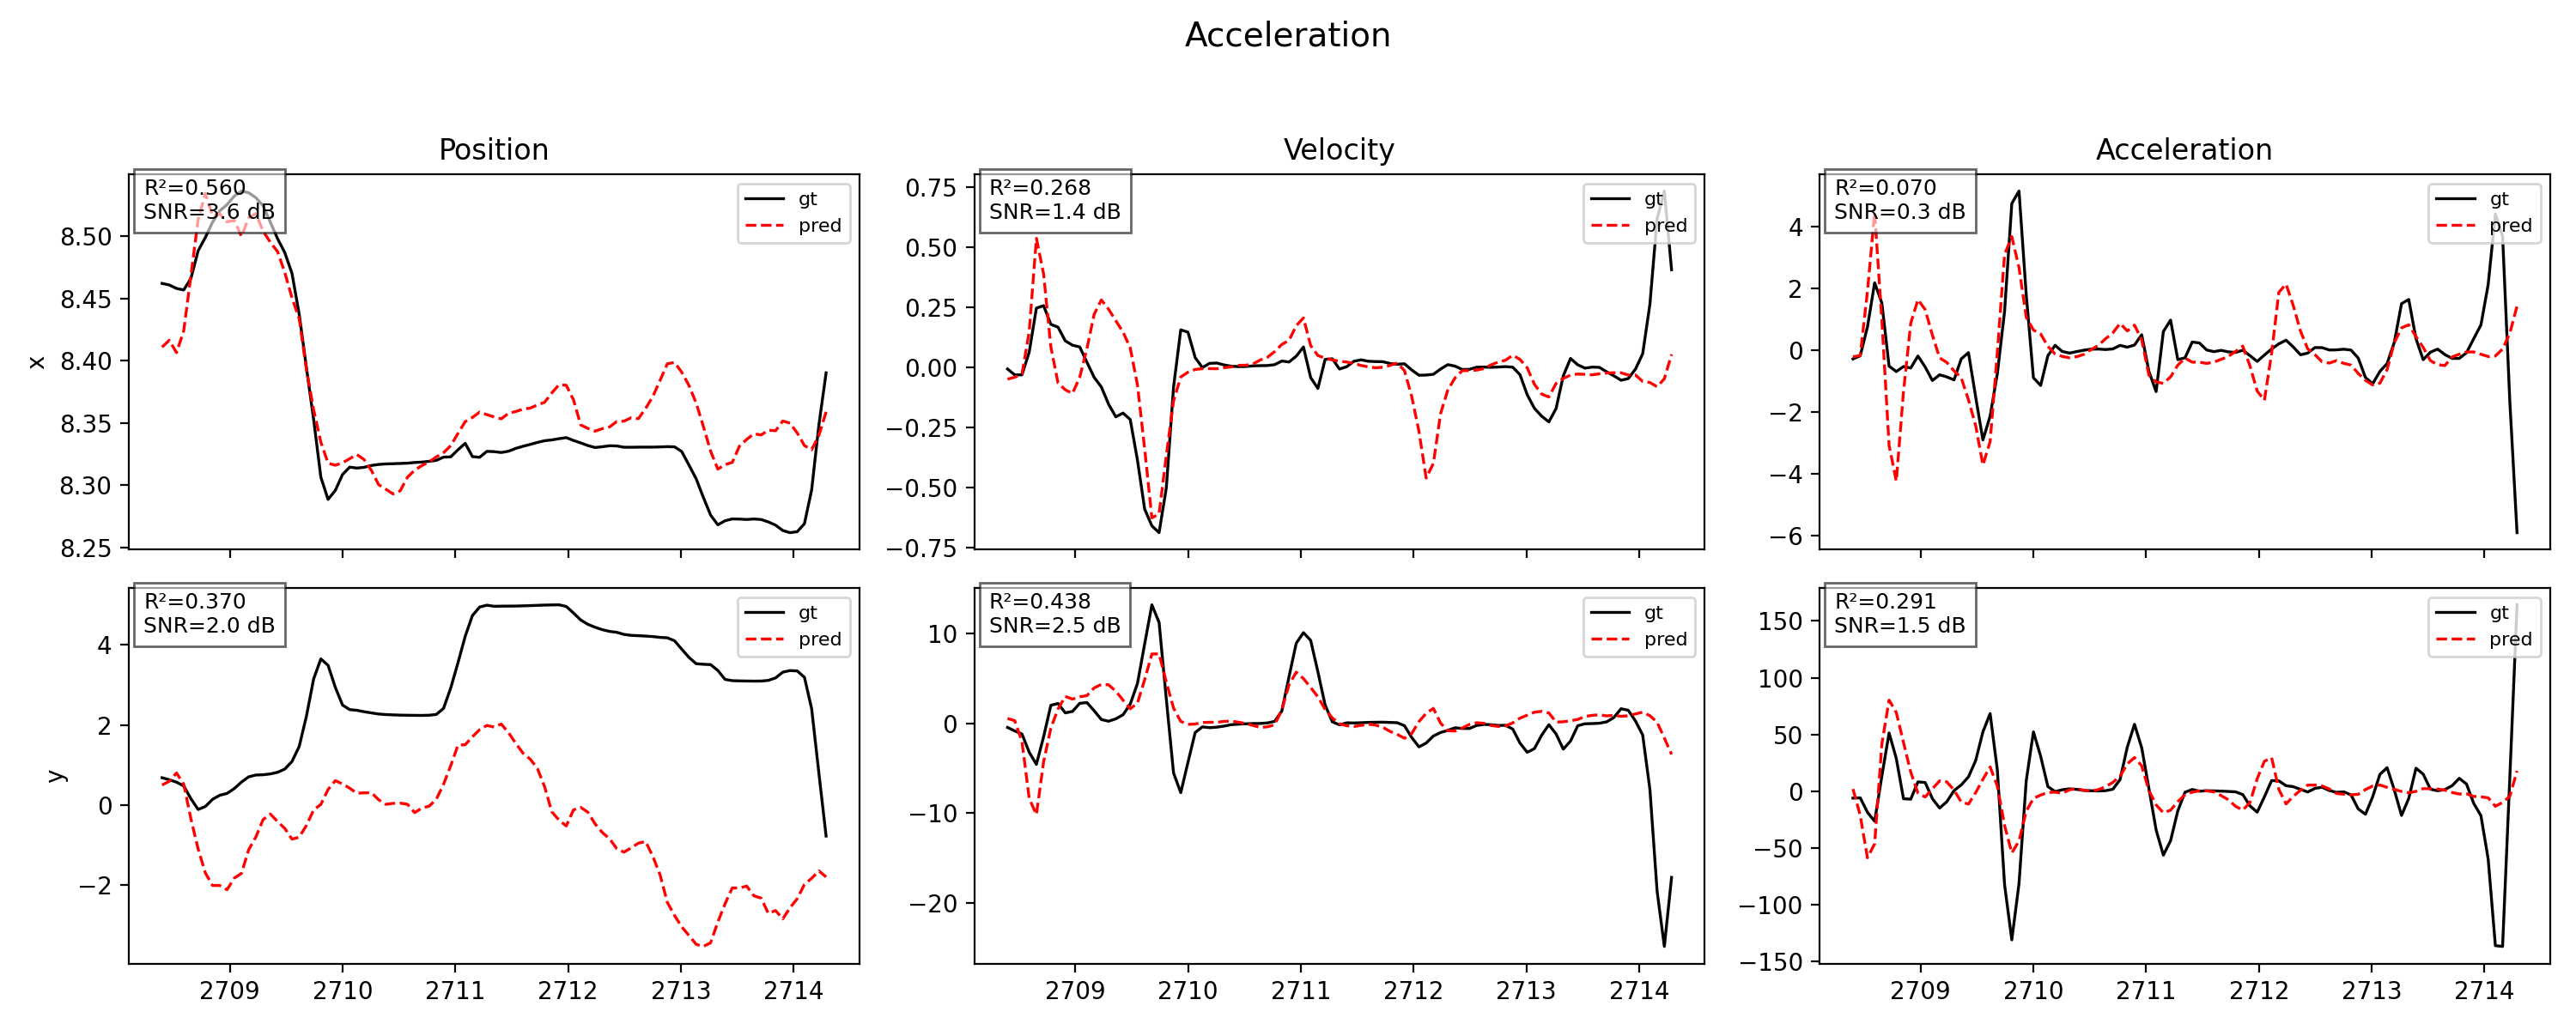 Acceleration
Position
Velocity
Acceleration
R²=0.560
SNR=3.6 dB
gt
pred
8.50
8.45
8.40
8.35
8.30
8.25
x
R²=0.268
SNR=1.4 dB
gt
pred
0.75
0.50
0.25
0.00
−0.25
−0.50
−0.75
R²=0.070
SNR=0.3 dB
gt
pred
4
2
0
−2
−4
−6
R²=0.370
SNR=2.0 dB
gt
pred
4
2
0
−2
y
2709 2710 2711 2712 2713 2714
R²=0.438
SNR=2.5 dB
gt
pred
10
0
−10
−20
2709 2710 2711 2712 2713 2714
R²=0.291
SNR=1.5 dB
gt
pred
150
100
50
0
−50
−100
−150
2709 2710 2711 2712 2713 2714